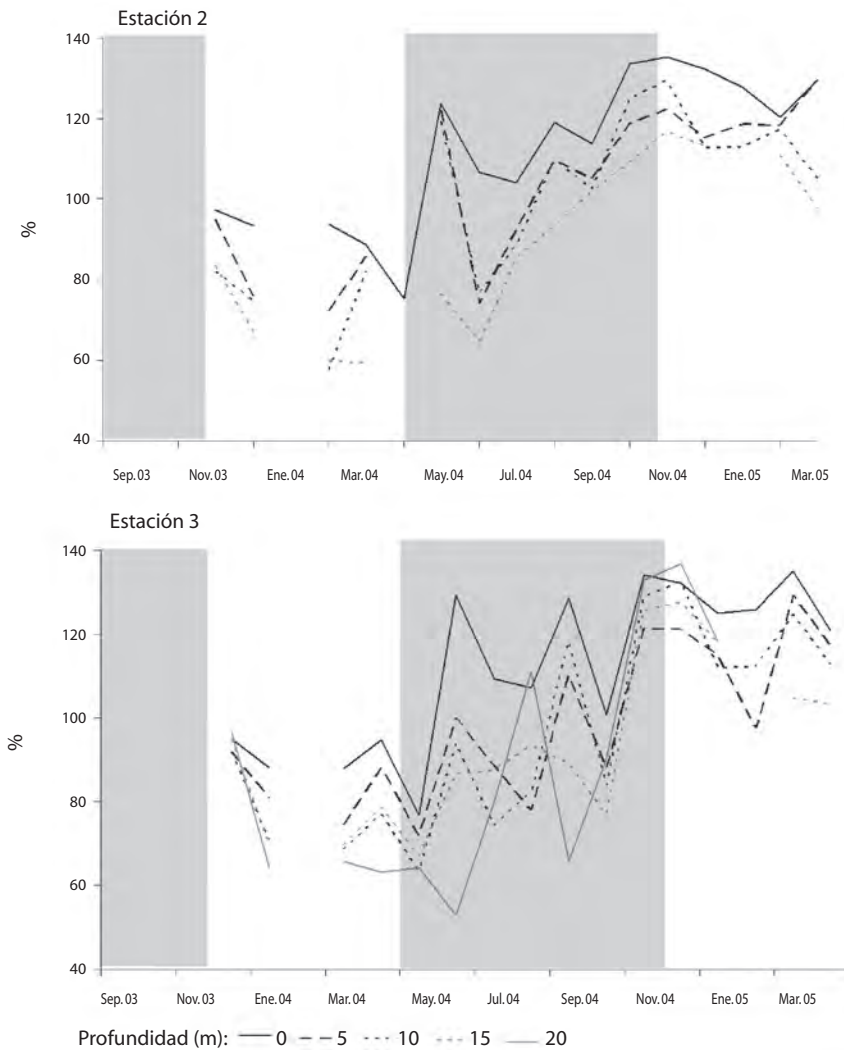 Estación 2
140
120
100
80
60
40
%
Sep. 03 Nov. 03 Ene. 04 Mar. 04 May. 04 Jul. 04 Sep. 04 Nov. 04 Ene. 05 Mar. 05
Estación 3
140
120
100
80
60
40
%
Sep. 03 Nov. 03 Ene. 04 Mar. 04 May. 04 Jul. 04 Sep. 04 Nov. 04 Ene. 05 Mar. 05
Profundidad (m): 0 5 10 15 20